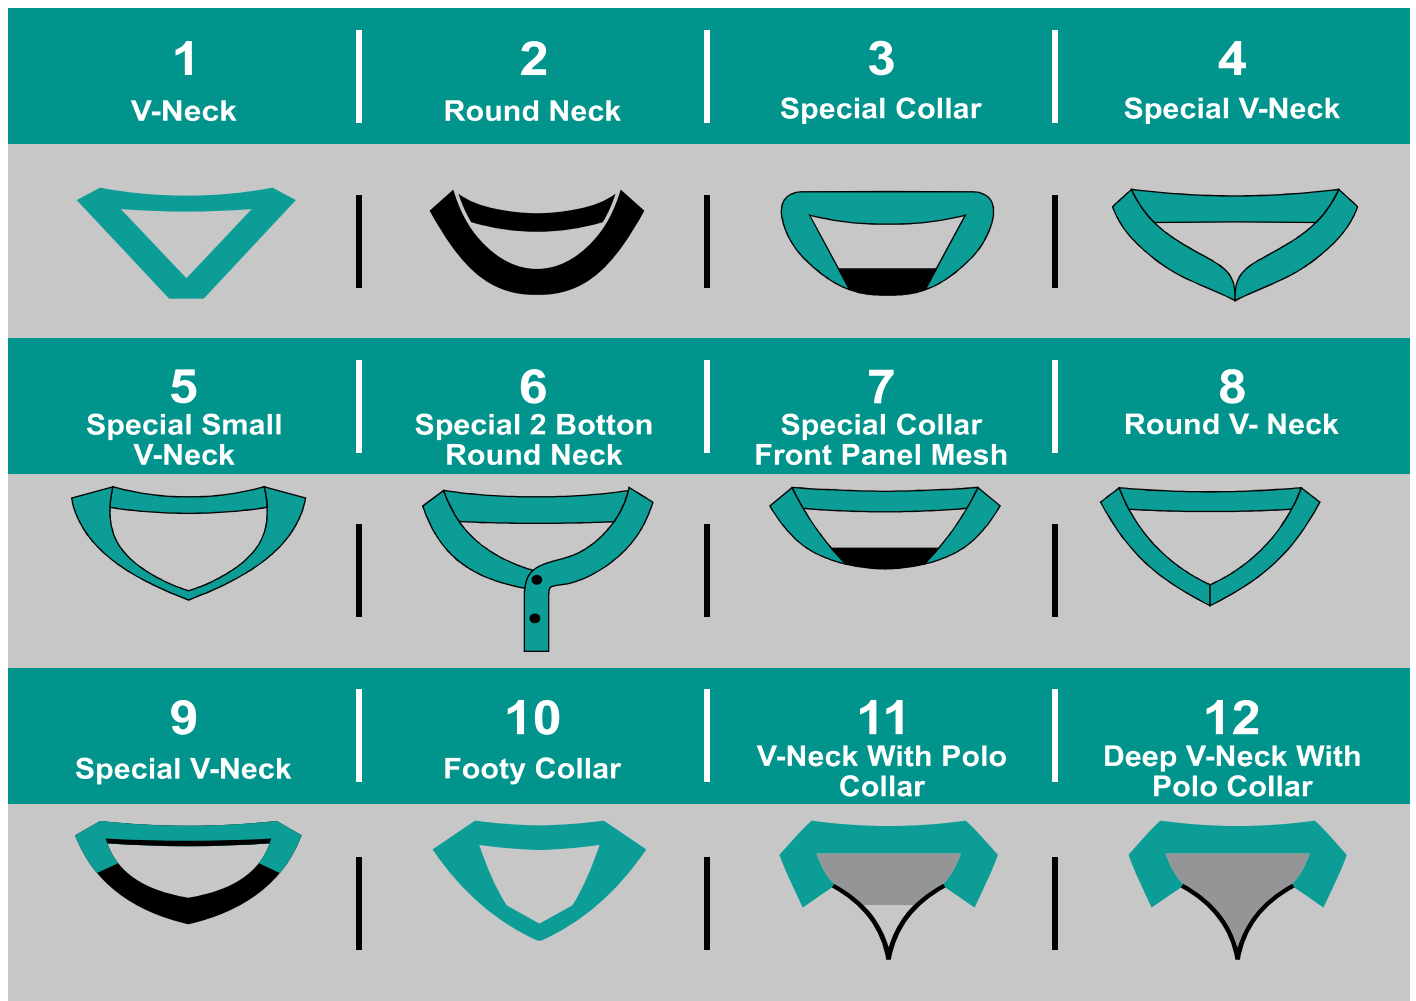 1
V-Neck
2
Round Neck
3
Special Collar
4
Special V-Neck
5
Special Small
V-Neck
6
Special 2 Botton
Round Neck
7
Special Collar
Front Panel Mesh
8
Round V- Neck
9
Special V-Neck
10
Footy Collar
11
V-Neck With Polo
Collar
12
Deep V-Neck With
Polo Collar